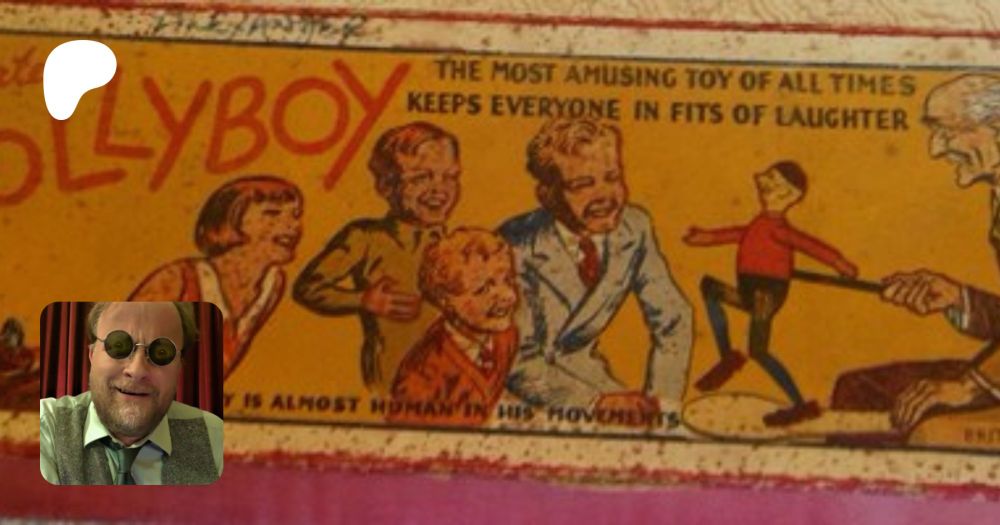 OLLYBOY
THE MOST AMUSING TOY OF ALL TIMES
KEEPS EVERYONE IN FITS OF LAUGHTER
Y IS ALMOST HUMAN IN HIS MOVEMENTS